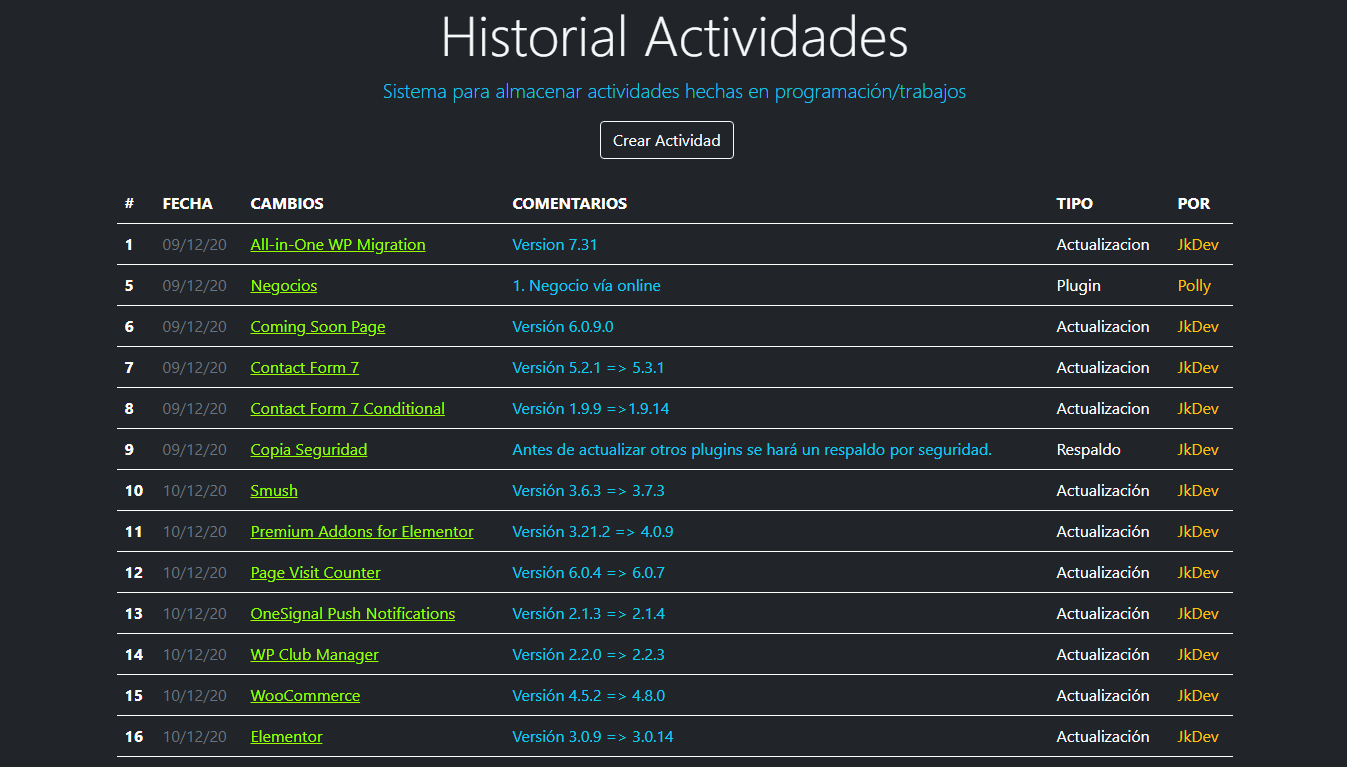 Historial Actividades
Sistema para almacenar actividades hechas en programación/trabajos
Crear Actividad
# FECHA CAMBIOS COMENTARIOS TIPO POR
1 09/12/20 All-in-One WP Migration Version 7.31 Actualizacion JkDev
5 09/12/20 Negocios 1. Negocio vía online Plugin Polly
6 09/12/20 Coming Soon Page Versión 6.0.9.0 Actualizacion JkDev
7 09/12/20 Contact Form 7 Versión 5.2.1 => 5.3.1 Actualizacion JkDev
8 09/12/20 Contact Form 7 Conditional Versión 1.9.9 =>1.9.14 Actualizacion JkDev
9 09/12/20 Copia Seguridad Antes de actualizar otros plugins se hará un respaldo por seguridad. Respaldo JkDev
10 10/12/20 Smush Versión 3.6.3 => 3.7.3 Actualización JkDev
11 10/12/20 Premium Addons for Elementor Versión 3.21.2 => 4.0.9 Actualización JkDev
12 10/12/20 Page Visit Counter Versión 6.0.4 => 6.0.7 Actualización JkDev
13 10/12/20 OneSignal Push Notifications Versión 2.1.3 => 2.1.4 Actualización JkDev
14 10/12/20 WP Club Manager Versión 2.2.0 => 2.2.3 Actualización JkDev
15 10/12/20 WooCommerce Versión 4.5.2 => 4.8.0 Actualización JkDev
16 10/12/20 Elementor Versión 3.0.9 => 3.0.14 Actualización JkDev